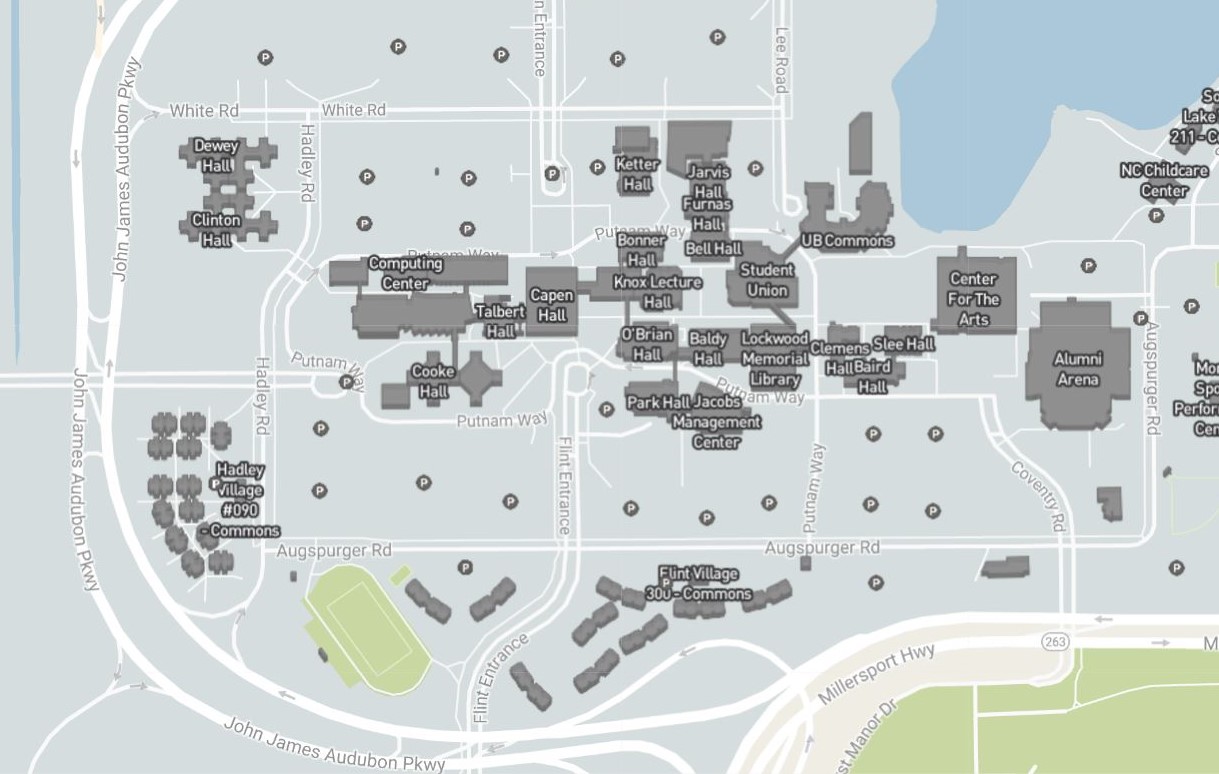 n Entrance
Lee Road
White Rd
White Rd
John James Audubon Pkwy
Dewey
Hall
Hadley Rd
Ketter
Hall
Jarvis
Hall
Furnas
Hall
Clinton
Hall
Putnam Way
Bell Hall
UB Commons
Lake
211 - C
NC Childcare
Center
Bonner
Hall
Putnam Way
Computing
Center
Knox Lecture
Hall
Student
Union
Center
For The
Arts
Capen
Hall
Talbert
Hall
O'Brian
Hall
Baldy
Hall
Lockwood
Memorial
Library
Clemens
Hall
Slee Hall
Baird
Hall
Alumni
Arena
Augspurger Rd
Putnam Way
Cooke
Hall
Putnam Way
Putnam Way
Park Hall
Jacobs
Management
Center
John James Audubon Pkwy
Hadley Rd
Flint Entrance
Putnam Way
Coventry Rd
Hadley
Village
#090
- Commons
Augspurger Rd
Augspurger Rd
Flint Village
300 - Commons
Flint Entrance
263
M
Millersport Hwy
st Manor Dr
John James Audubon Pkwy
P